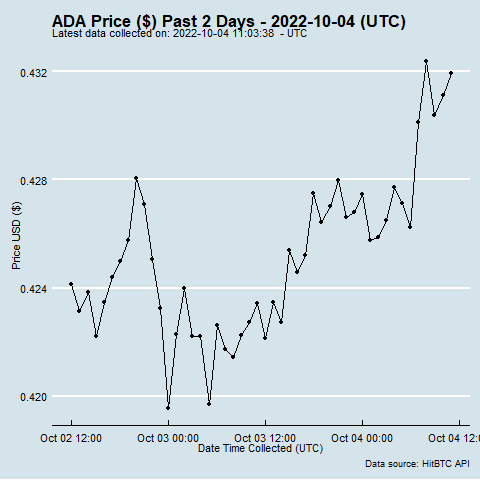 ADA Price ($) Past 2 Days - 2022-10-04 (UTC)
Latest data collected on: 2022-10-04 11:03:38 - UTC
0.432
0.428
0.424
0.420
Price USD ($)
Oct 02 12:00
Oct 03 00:00
Oct 03 12:00
Oct 04 00:00
Oct 04 12
Date Time Collected (UTC)
Data source: HitBTC API